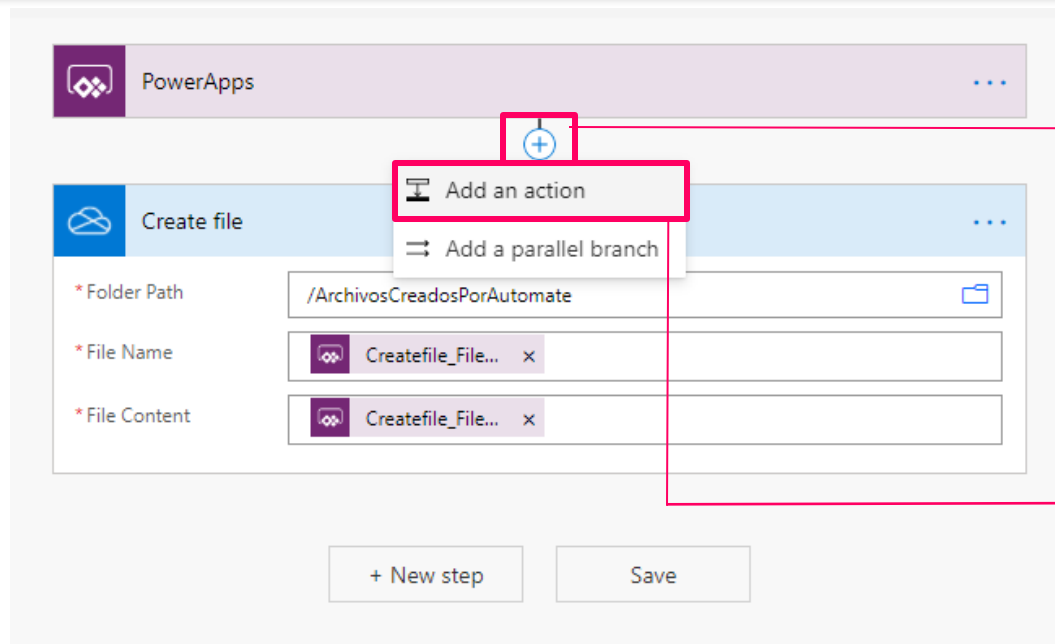 PowerApps
Add an action
Create file
Add a parallel branch
*Folder Path
/ArchivosCreadosPorAutomate
*File Name
Createfile_File... ×
*File Content
Createfile_File... ×
+ New step
Save